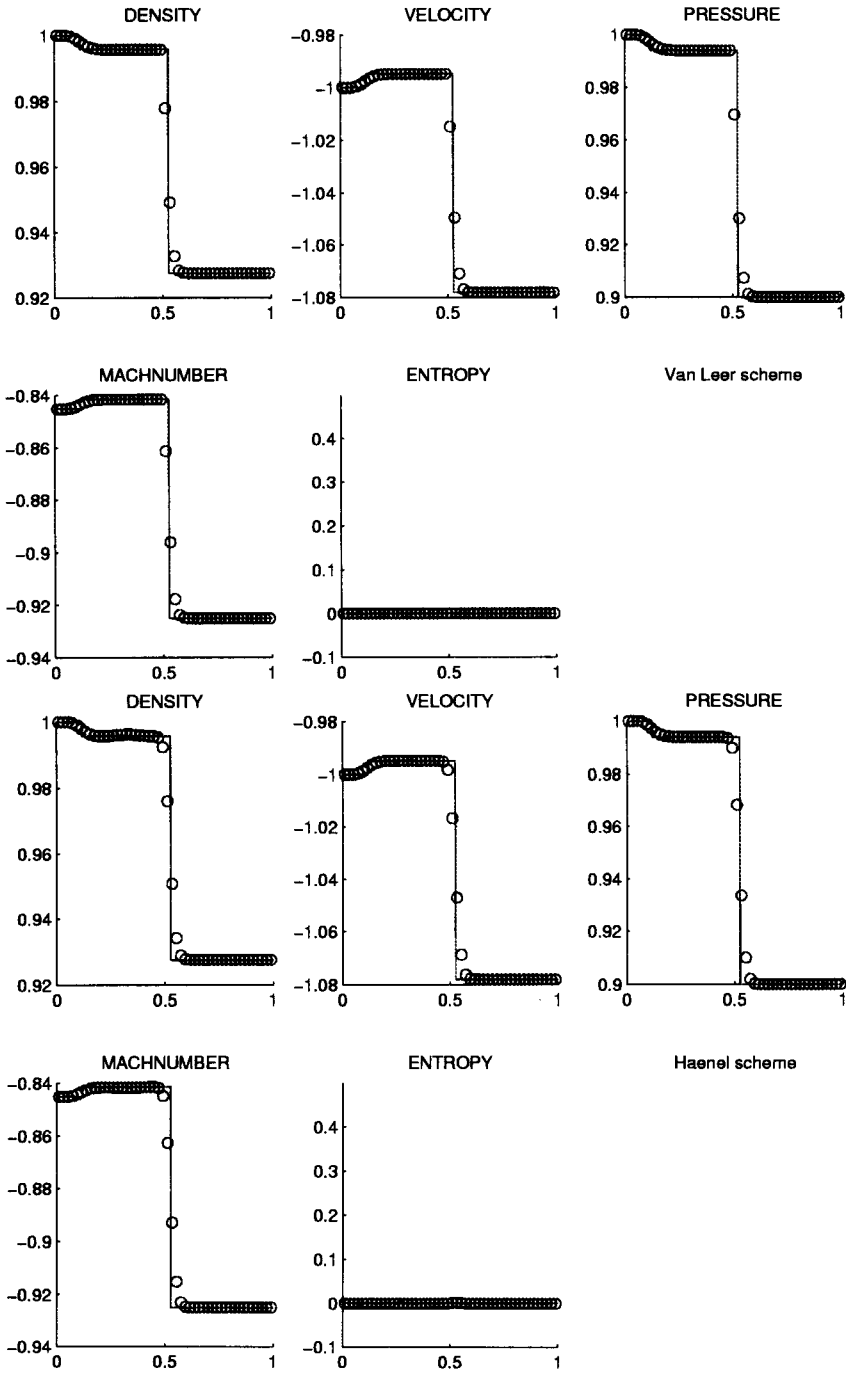 DENSITY VELOCITY PRESSURE
1 0.98 0.96 0.94 0.92 0 0.5 1
−0.98 −1 −1.02 −1.04 −1.06 −1.08 0 0.5 1
1 0.98 0.96 0.94 0.92 0.9 0 0.5 1
MACHNUMBER ENTROPY Van Leer scheme
−0.84 −0.86 −0.88 −0.9 −0.92 −0.94 0 0.5 1
0.4 0.3 0.2 0.1 0 −0.1 0 0.5 1
DENSITY VELOCITY PRESSURE
1 0.98 0.96 0.94 0.92 0 0.5 1
−0.98 −1 −1.02 −1.04 −1.06 −1.08 0 0.5 1
1 0.98 0.96 0.94 0.92 0.9 0 0.5 1
MACHNUMBER ENTROPY Haenel scheme
−0.84 −0.86 −0.88 −0.9 −0.92 −0.94 0 0.5 1
0.4 0.3 0.2 0.1 0 −0.1 0 0.5 1